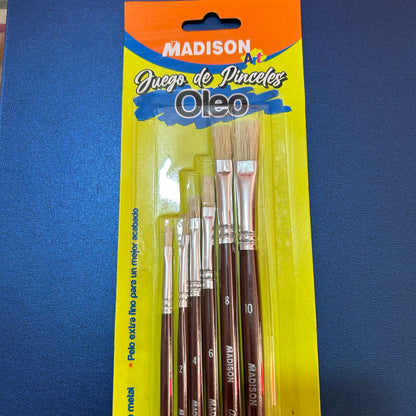 MADISON
Art
Juego de Pinceles
Oleo
• Pelo extra fino para un mejor acabado
metal
2
4
6
8
10
MADISON
MADISON